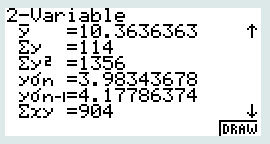 2-Variable
ȳ =10.3636363 ↑
Σy =114
Σy² =1356
yσn =3.98343678
yσn-1=4.17786374
Σxy =904 ↓
DRAW